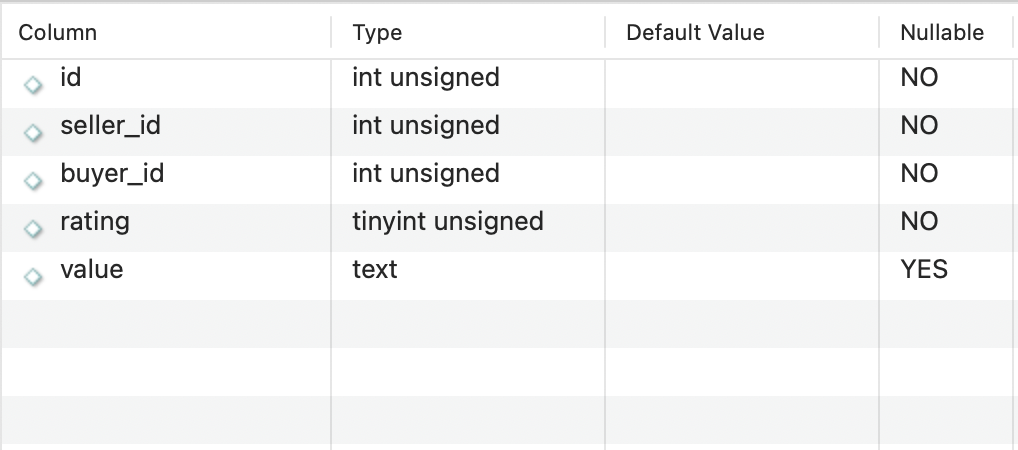 Column Type Default Value Nullable
id int unsigned NO
seller_id int unsigned NO
buyer_id int unsigned NO
rating tinyint unsigned NO
value text YES